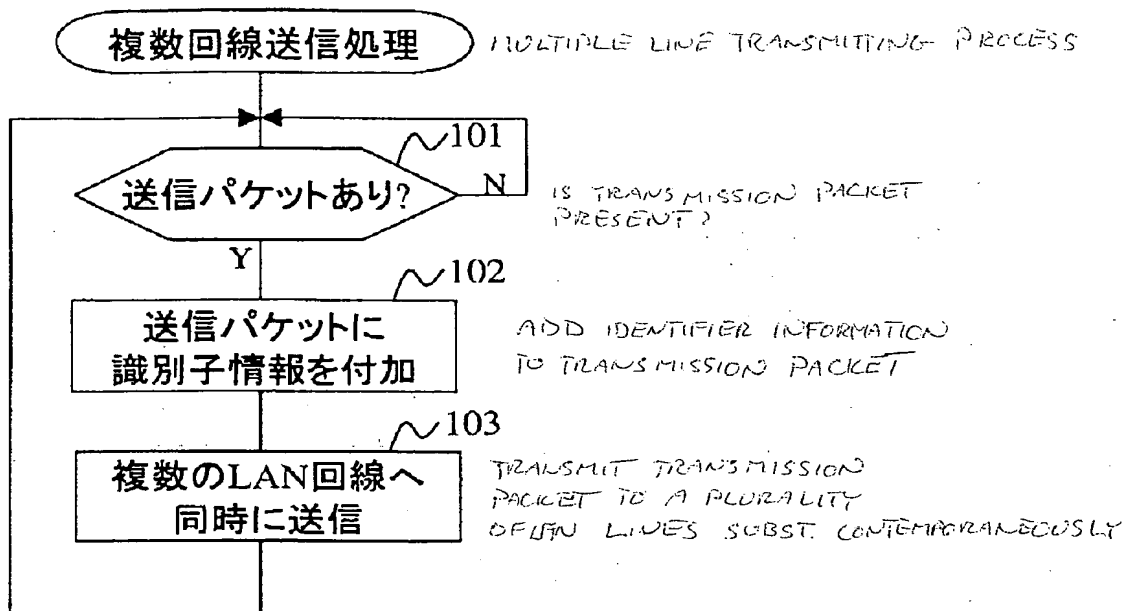 複数回線送信処理 MULTIPLE LINE TRANSMITTING PROCESS
101
送信パケットあり? N
IS TRANSMISSION PACKET
PRESENT?
Y
102
送信パケットに
識別子情報を付加
ADD IDENTIFIER INFORMATION
TO TRANSMISSION PACKET
103
複数のLAN回線へ
同時に送信
TRANSMIT TRANSMISSION
PACKET TO A PLURALITY
OF LAN LINES SUBST. CONTEMPORANEOUSLY